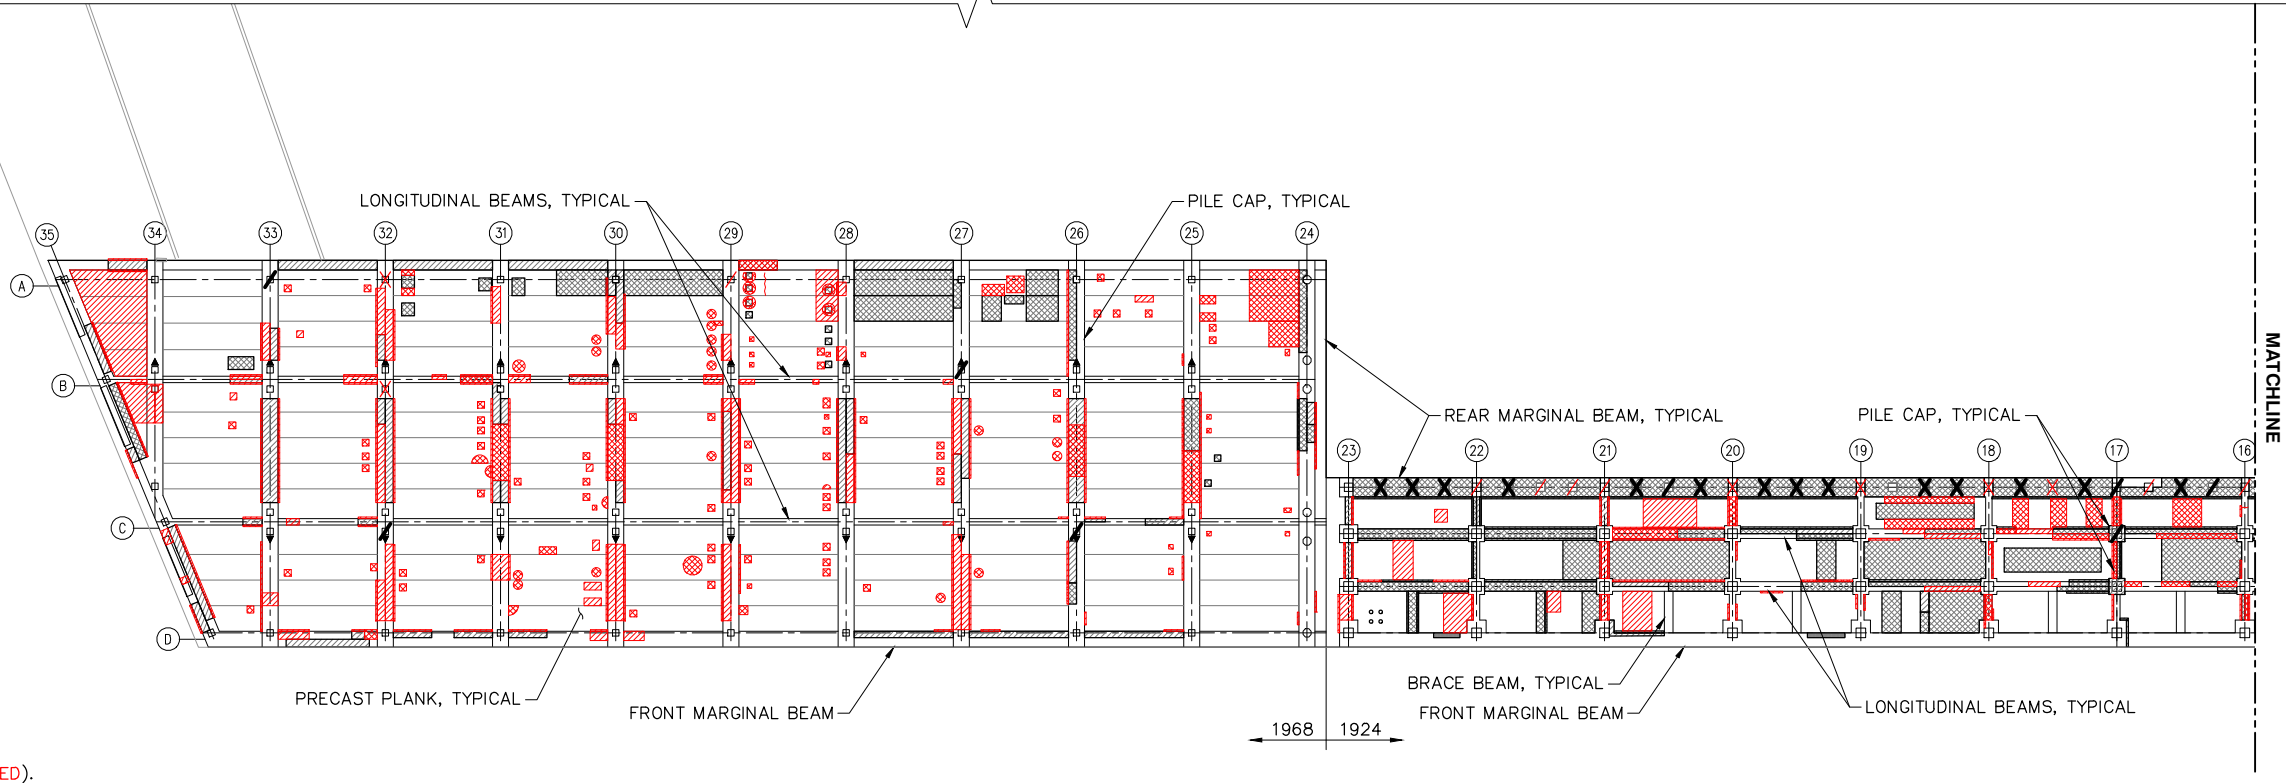 LONGITUDINAL BEAMS, TYPICAL
PILE CAP, TYPICAL
35 34 33 32 31 30 29 28 27 26 25 24
A
B
C
D
REAR MARGINAL BEAM, TYPICAL
PILE CAP, TYPICAL
23 22 21 20 19 18 17 16
MATCHLINE
PRECAST PLANK, TYPICAL
FRONT MARGINAL BEAM
BRACE BEAM, TYPICAL
FRONT MARGINAL BEAM
LONGITUDINAL BEAMS, TYPICAL
1968 1924
ED).